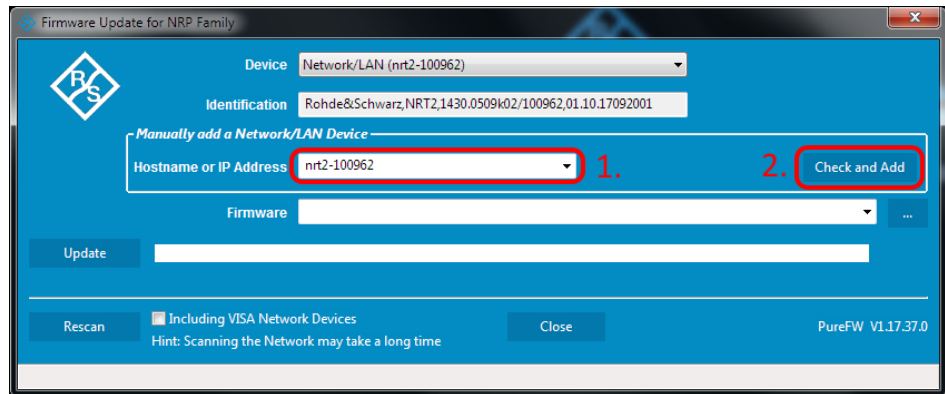 Firmware Update for NRP Family
R
S
Device Network/LAN (nrt2-100962)
Identification Rohde&Schwarz,NRT2,1430.0509k02/100962,01.10.17092001
Manually add a Network/LAN Device
Hostname or IP Address nrt2-100962 1. 2. Check and Add
Firmware ...
Update
Rescan Including VISA Network Devices Close PureFW V1.17.37.0
Hint: Scanning the Network may take a long time